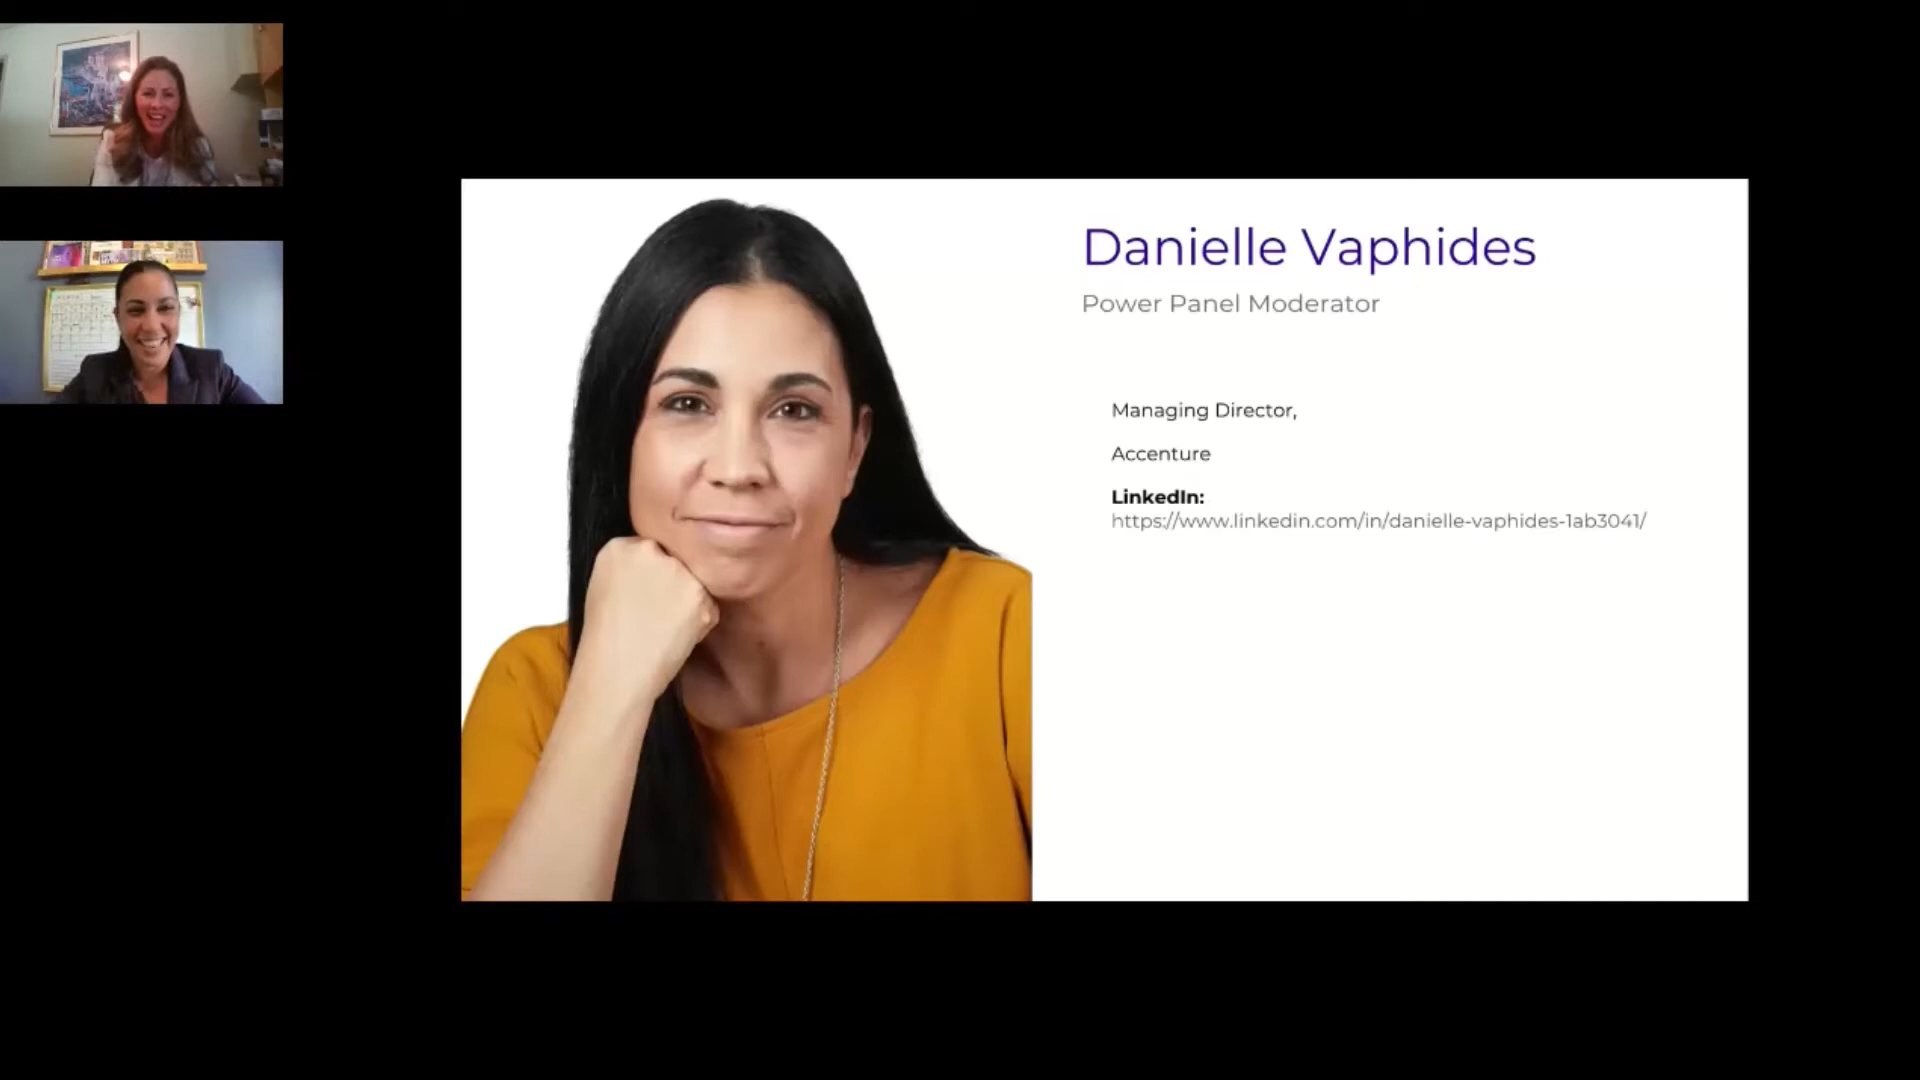 Danielle Vaphides
Power Panel Moderator
Managing Director,
Accenture
LinkedIn:
https://www.linkedin.com/in/danielle-vaphides-1ab3041/